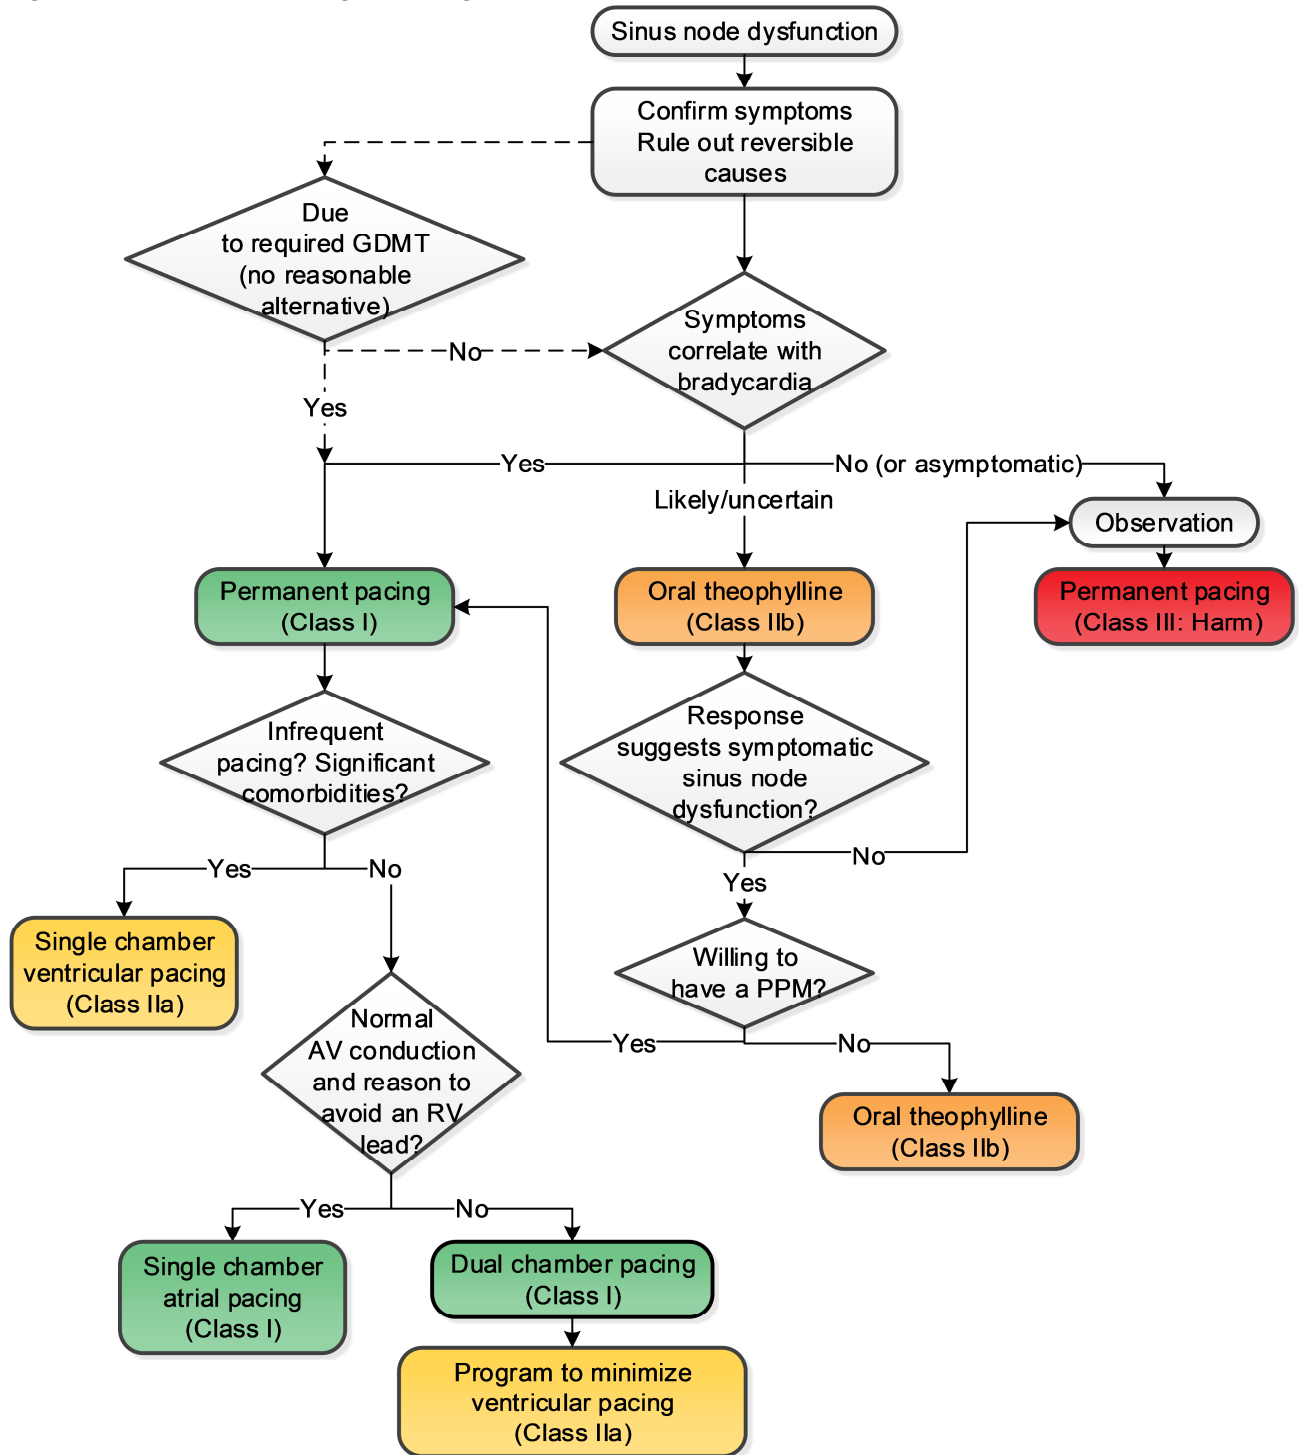 Sinus node dysfunction
Confirm symptoms
Rule out reversible
causes
Due
to required GDMT
(no reasonable
alternative)
Symptoms
correlate with
bradycardia
No
Yes
Yes
No (or asymptomatic)
Likely/uncertain
Observation
Permanent pacing
(Class I)
Oral theophylline
(Class IIb)
Permanent pacing
(Class III: Harm)
Infrequent
pacing? Significant
comorbidities?
Response
suggests symptomatic
sinus node
dysfunction?
Yes
No
No
Yes
Single chamber
ventricular pacing
(Class IIa)
Willing to
have a PPM?
Normal
AV conduction
and reason to
avoid an RV
lead?
Yes
No
Oral theophylline
(Class IIb)
Yes
No
Single chamber
atrial pacing
(Class I)
Dual chamber pacing
(Class I)
Program to minimize
ventricular pacing
(Class IIa)